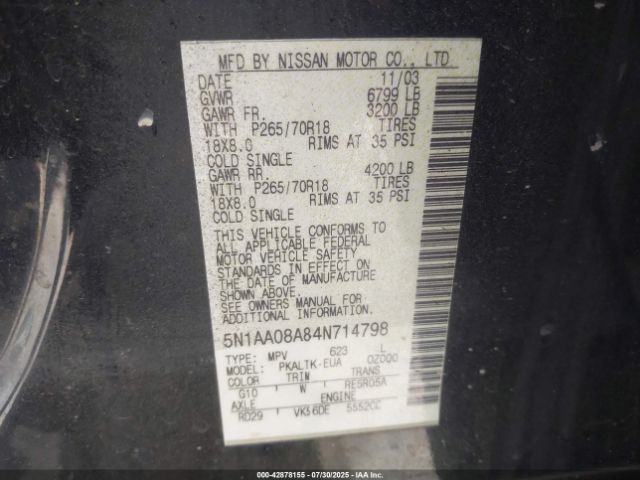 MFD BY NISSAN MOTOR CO., LTD.
DATE 11/03
GVWR 6799 LB
GAWR FR. 3200 LB
WITH P265/70R18 TIRES
18X8.0 RIMS AT 35 PSI
COLD SINGLE
GAWR RR. 4200 LB
WITH P265/70R18 TIRES
18X8.0 RIMS AT 35 PSI
COLD SINGLE
THIS VEHICLE CONFORMS TO
ALL APPLICABLE FEDERAL
MOTOR VEHICLE SAFETY
STANDARDS IN EFFECT ON
THE DATE OF MANUFACTURE
SHOWN ABOVE.
SEE OWNERS MANUAL FOR
ADDITIONAL INFORMATION
5N1AA08A84N714798
TYPE: MPV 623 L
MODEL: PKALTK-EUA 0Z000
COLOR TRIM TRANS
G10 W RE5R05A
AXLE ENGINE
RD29 VK56DE 5552CC
000-42878155 - 07/30/2025 - IAAI.COM